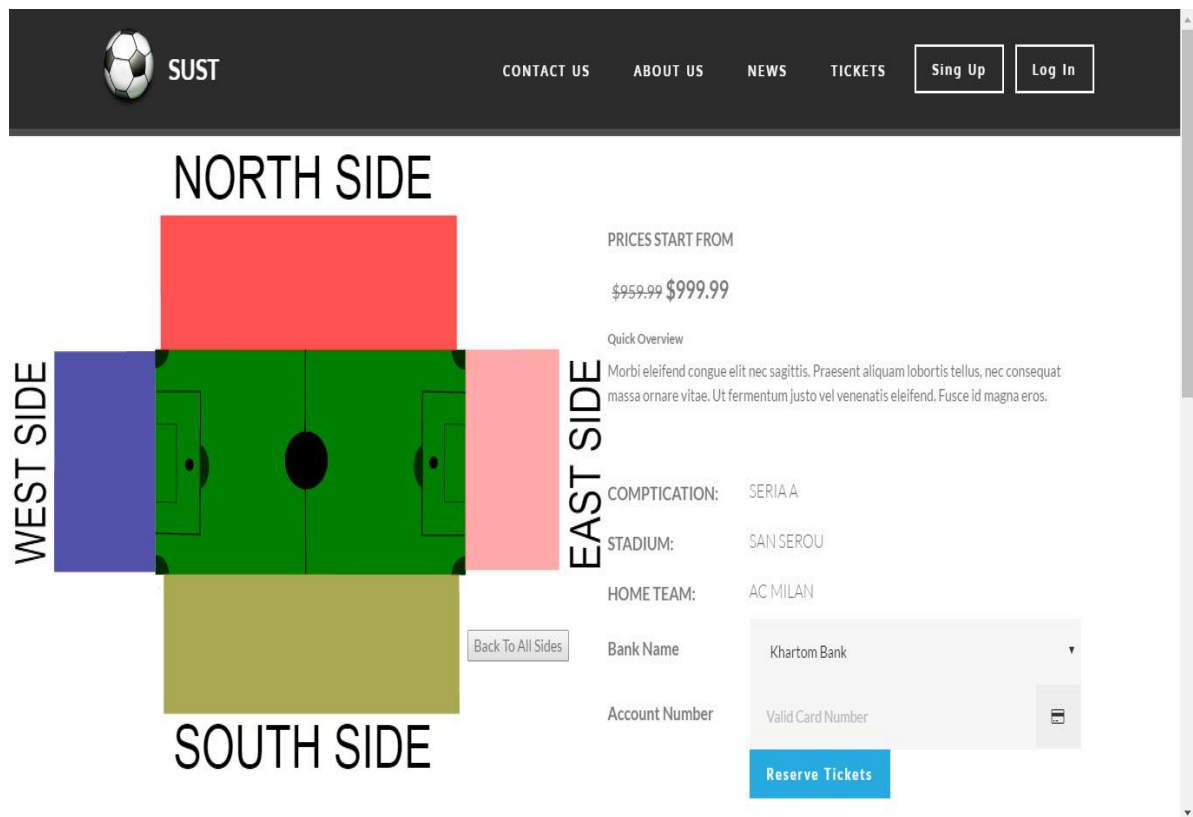 SUST
CONTACT US
ABOUT US
NEWS
TICKETS
Sing Up
Log In
NORTH SIDE
WEST SIDE
EAST SIDE
SOUTH SIDE
Back To All Sides
PRICES START FROM
$959.99 $999.99
Quick Overview
Morbi eleifend congue elit nec sagittis. Praesent aliquam lobortis tellus, nec consequat
massa ornare vitae. Ut fermentum justo vel venenatis eleifend. Fusce id magna eros.
COMPTICATION: SERIA A
STADIUM: SAN SEROU
HOME TEAM: AC MILAN
Bank Name Khartom Bank
Account Number Valid Card Number
Reserve Tickets